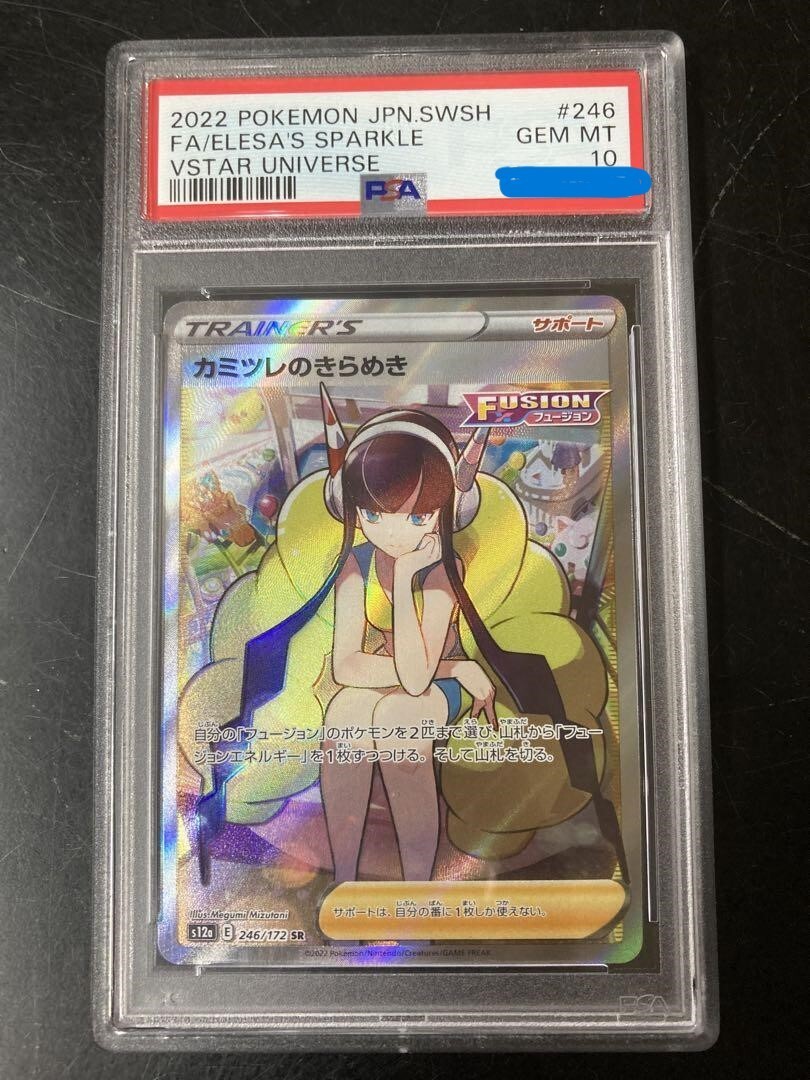 2022 POKEMON JPN.SWSH #246
FA/ELESA'S SPARKLE GEM MT
VSTAR UNIVERSE 10
PSA
TRAINER'S サポート
カミツレのきらめき
FUSION
フュージョン
自分の「フュージョン」のポケモンを2匹まで選び、山札から「フュー
ジョンエネルギー」を1枚ずつつける。そして山札を切る。
サポートは、自分の番に1枚しか使えない。
Illus. Megumi Mizutani
s12a E 246/172 SR
©2022 Pokémon/Nintendo/Creatures/GAME FREAK
PSA